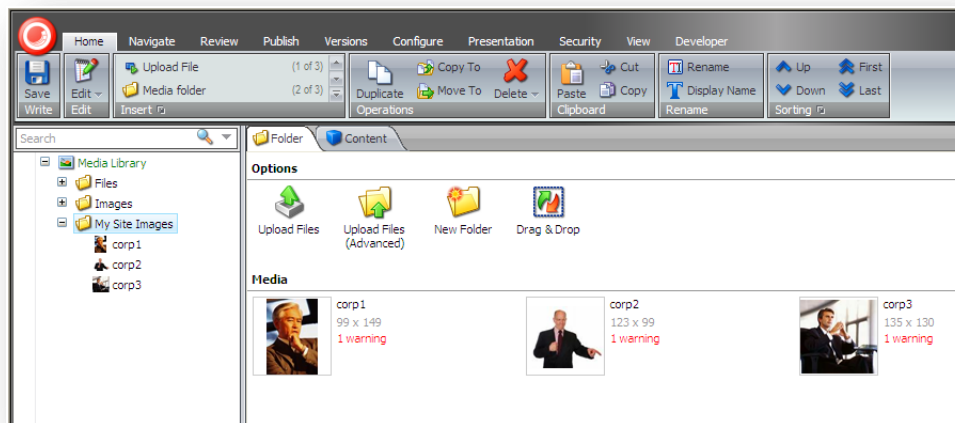 Home Navigate Review Publish Versions Configure Presentation Security View Developer
Upload File (1 of 3) Copy To Cut Rename Up First
Save Edit Media folder (2 of 3) Duplicate Move To Delete Paste Copy Display Name Down Last
Write Edit Insert Operations Clipboard Rename Sorting
Search Folder Content
Media Library Options
Files
Images
My Site Images Upload Files Upload Files New Folder Drag & Drop
(Advanced)
corp1
corp2
corp3
Media
corp1 corp2 corp3
99 x 149 123 x 99 135 x 130
1 warning 1 warning 1 warning